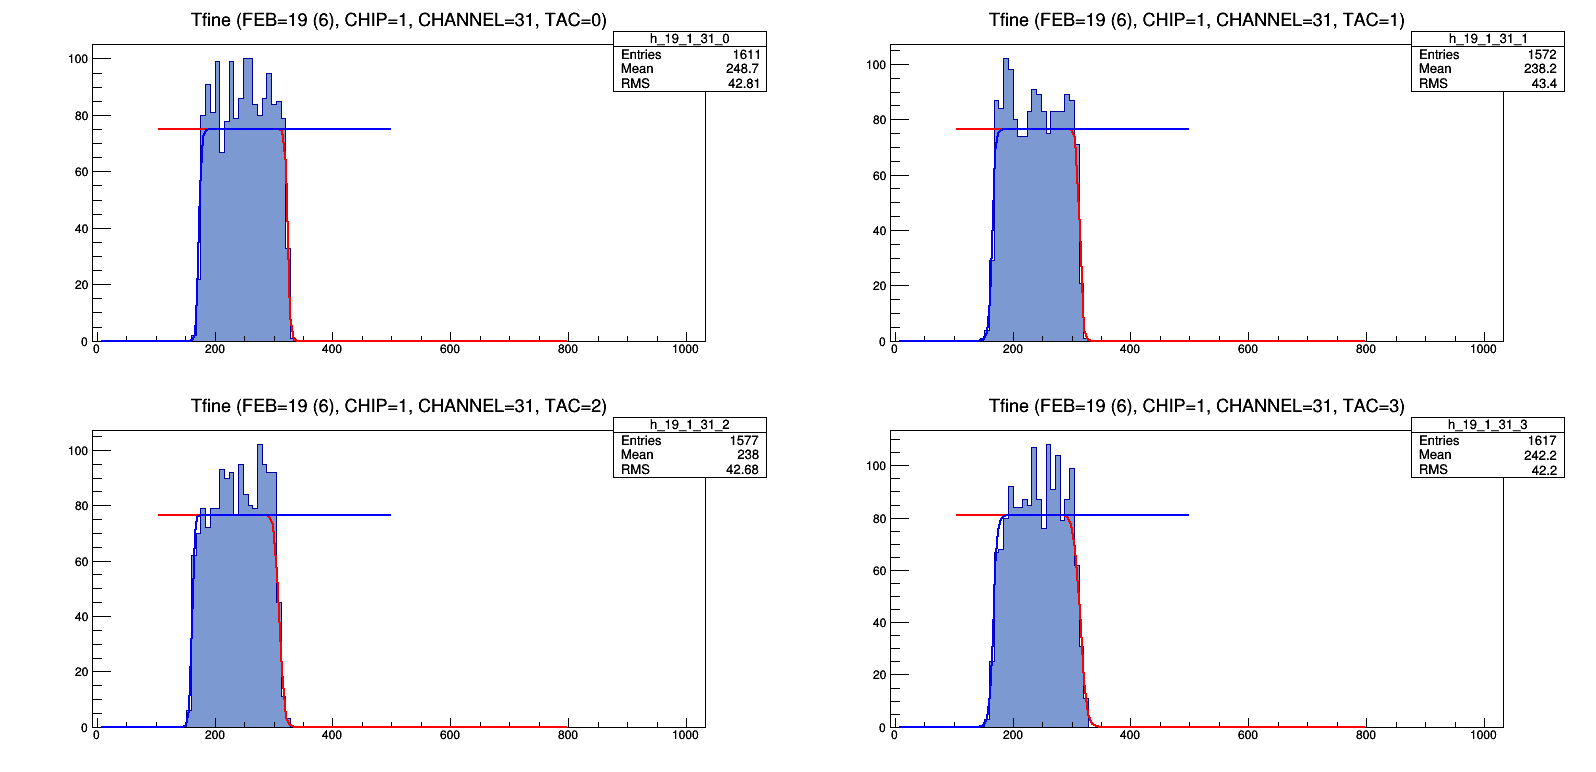 Tfine (FEB=19 (6), CHIP=1, CHANNEL=31, TAC=0)
h_19_1_31_0
Entries 1611
Mean 248.7
RMS 42.81
100
80
60
40
20
0
0 200 400 600 800 1000
Tfine (FEB=19 (6), CHIP=1, CHANNEL=31, TAC=1)
h_19_1_31_1
Entries 1572
Mean 238.2
RMS 43.4
100
80
60
40
20
0
0 200 400 600 800 1000
Tfine (FEB=19 (6), CHIP=1, CHANNEL=31, TAC=2)
h_19_1_31_2
Entries 1577
Mean 238
RMS 42.68
100
80
60
40
20
0
0 200 400 600 800 1000
Tfine (FEB=19 (6), CHIP=1, CHANNEL=31, TAC=3)
h_19_1_31_3
Entries 1617
Mean 242.2
RMS 42.2
100
80
60
40
20
0
0 200 400 600 800 1000